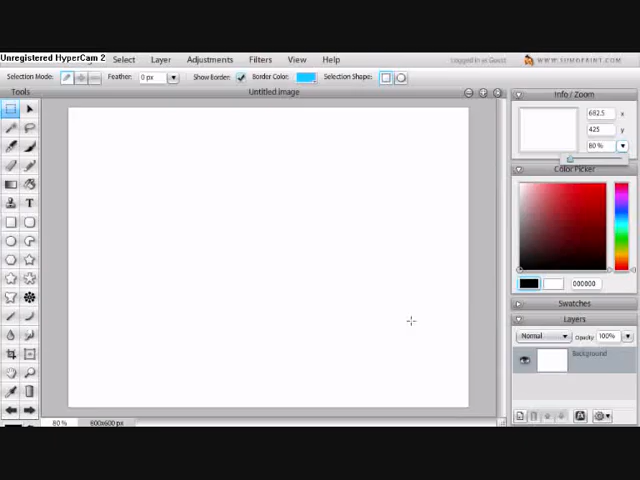 Unregistered HyperCam 2
Select Layer Adjustments Filters View Help
Logged in as Guest
WWW.SUMOPAINT.COM
Selection Mode: Feather: 0 px Show Border: Border Color: Selection Shape:
Tools
Untitled image
Info / Zoom
682.5 x
425 y
80 %
Color Picker
000000
Swatches
Layers
Normal Opacity: 100%
Background
80 % 800x600 px